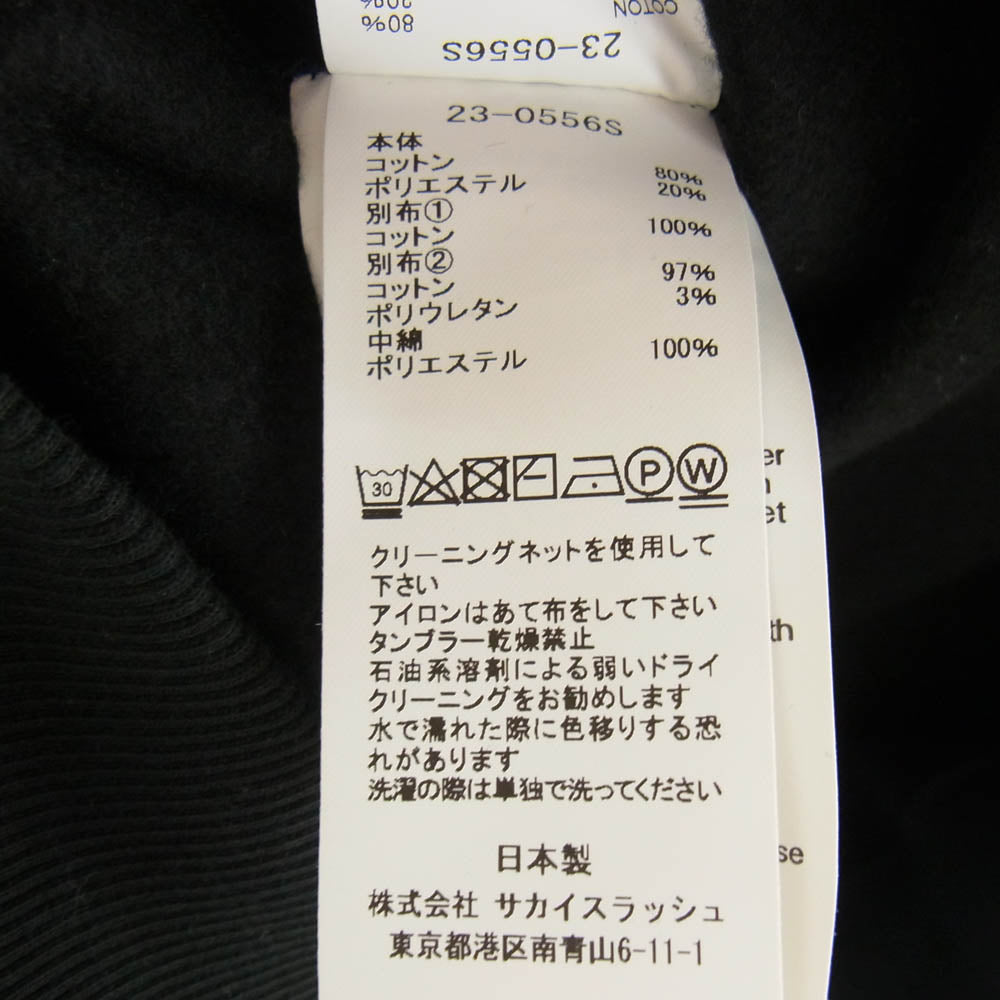 COTON
20%
80%
23-0556S
23-0556S
本体
コットン 80%
ポリエステル 20%
別布①
コットン 100%
別布②
コットン 97%
ポリウレタン 3%
中綿
ポリエステル 100%
30
P
W
クリーニングネットを使用して
下さい
アイロンはあて布をして下さい
タンブラー乾燥禁止
石油系溶剤による弱いドライ
クリーニングをお勧めします
水で濡れた際に色移りする恐
れがあります
洗濯の際は単独で洗ってください
日本製
株式会社 サカイスラッシュ
東京都港区南青山6-11-1
er
et
th
se